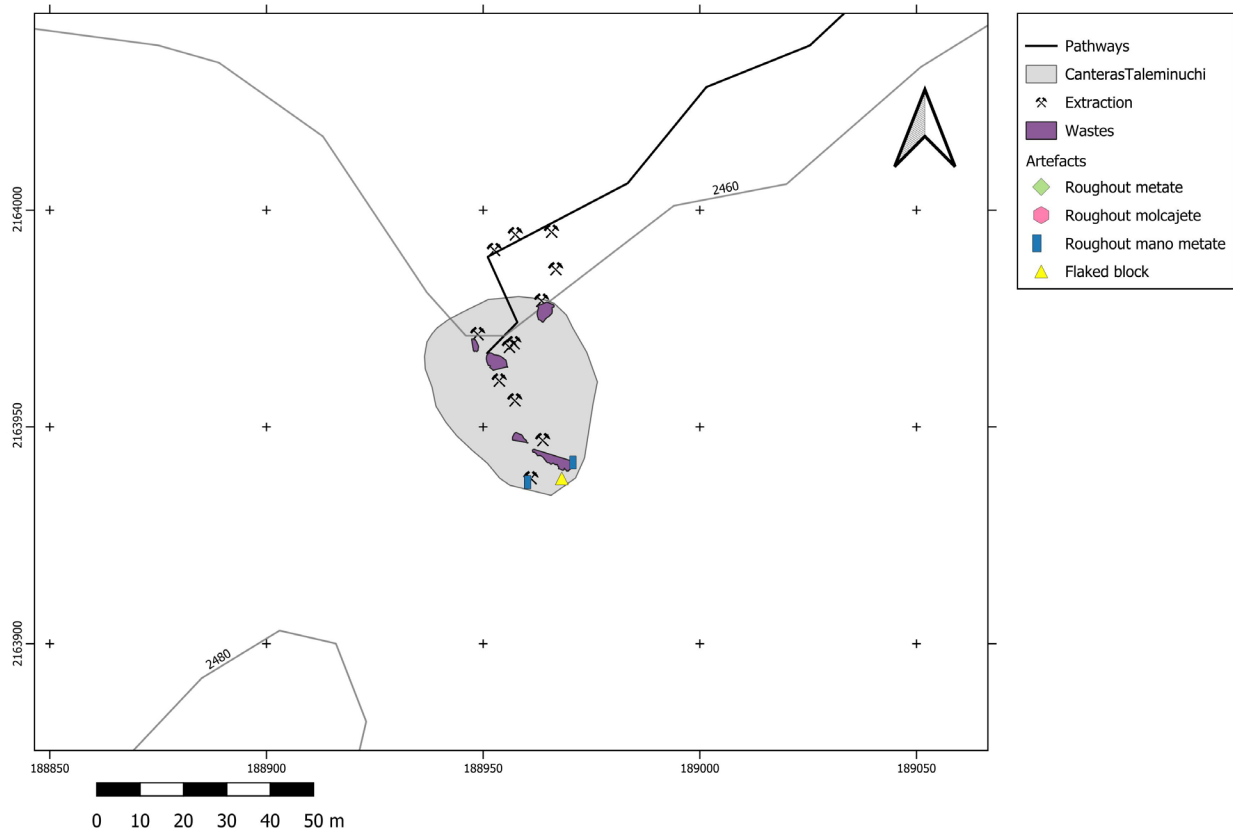 Pathways
CanterasTaleminuchi
Extraction
Wastes
Artefacts
Roughout metate
Roughout molcajete
Roughout mano metate
Flaked block
2460
2480
2164000
2163950
2163900
188850
188900
188950
189000
189050
0 10 20 30 40 50 m